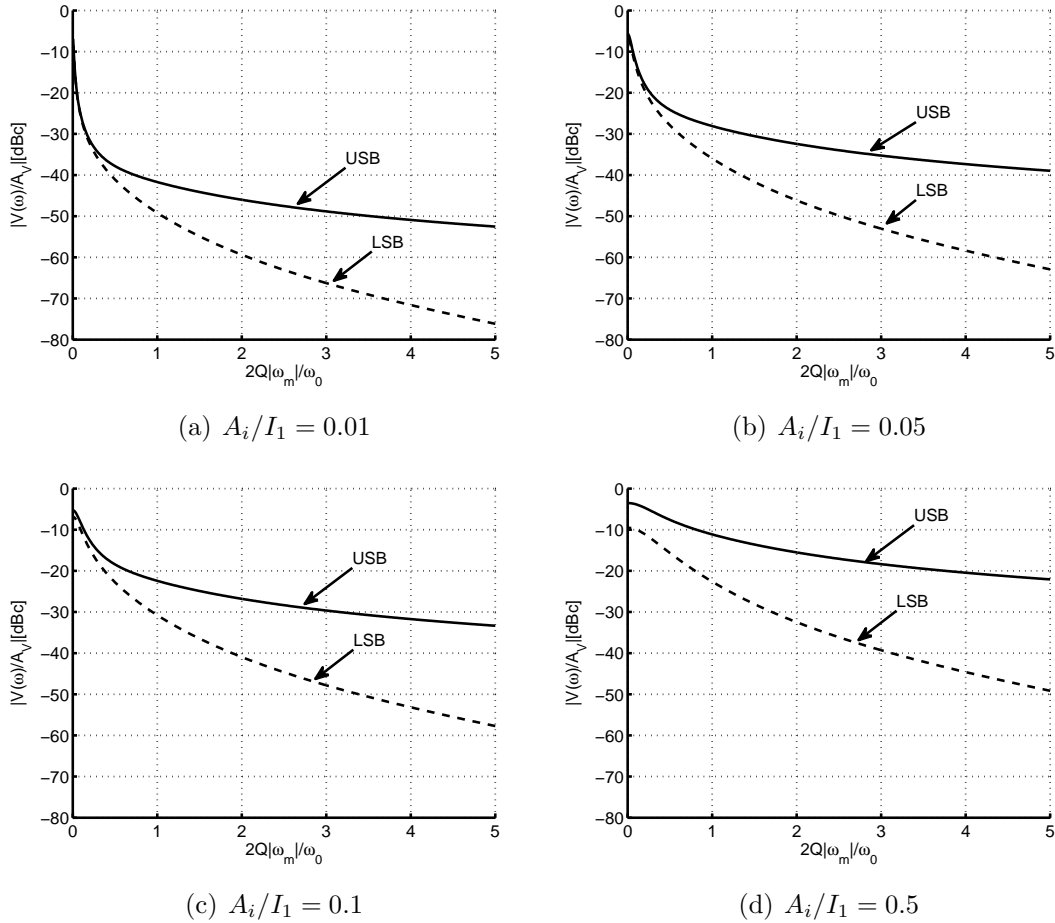 0
−10
−20
−30
−40
−50
−60
−70
−80
|V(ω)/A_V|[dBc]
USB
LSB
0 1 2 3 4 5
2Q|ω_m|/ω_0
(a) A_i/I_1 = 0.01
0
−10
−20
−30
−40
−50
−60
−70
−80
|V(ω)/A_V|[dBc]
USB
LSB
0 1 2 3 4 5
2Q|ω_m|/ω_0
(b) A_i/I_1 = 0.05
0
−10
−20
−30
−40
−50
−60
−70
−80
|V(ω)/A_V|[dBc]
USB
LSB
0 1 2 3 4 5
2Q|ω_m|/ω_0
(c) A_i/I_1 = 0.1
0
−10
−20
−30
−40
−50
−60
−70
−80
|V(ω)/A_V|[dBc]
USB
LSB
0 1 2 3 4 5
2Q|ω_m|/ω_0
(d) A_i/I_1 = 0.5